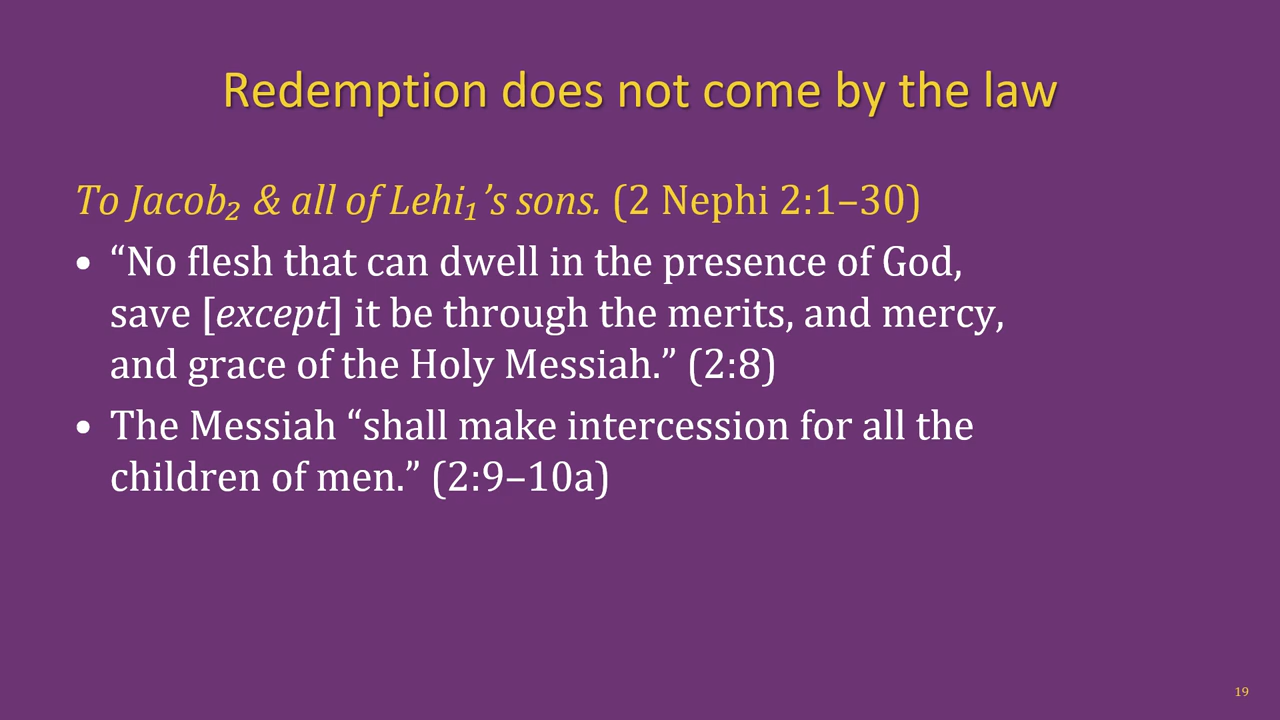 Redemption does not come by the law
To Jacob₂ & all of Lehi₁’s sons. (2 Nephi 2:1–30)
• “No flesh that can dwell in the presence of God,
save [except] it be through the merits, and mercy,
and grace of the Holy Messiah.” (2:8)
• The Messiah “shall make intercession for all the
children of men.” (2:9–10a)
19